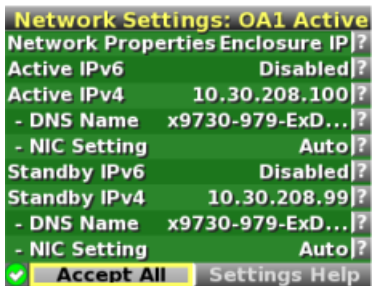 Network Settings: OA1 Active
Network Properties Enclosure IP ?
Active IPv6 Disabled ?
Active IPv4 10.30.208.100 ?
- DNS Name x9730-979-ExD... ?
- NIC Setting Auto ?
Standby IPv6 Disabled ?
Standby IPv4 10.30.208.99 ?
- DNS Name x9730-979-ExD... ?
- NIC Setting Auto ?
Accept All Settings Help